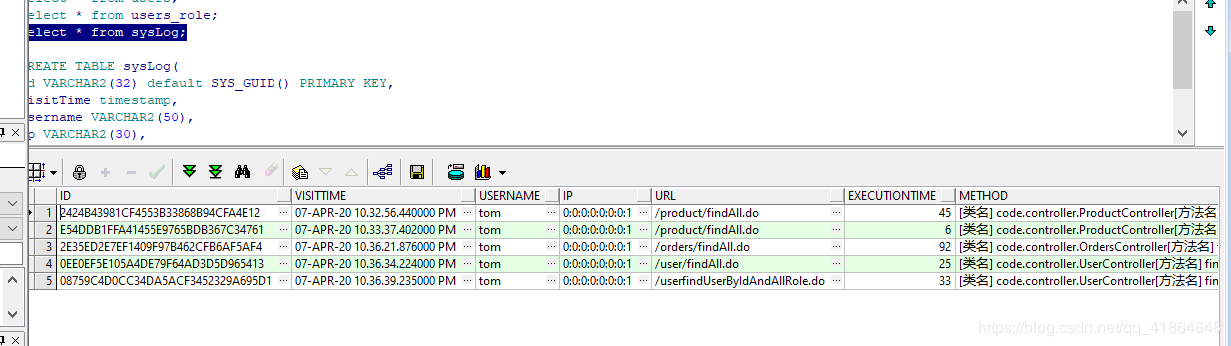 elect * from users;
elect * from users_role;
elect * from sysLog;
REATE TABLE sysLog(
d VARCHAR2(32) default SYS_GUID() PRIMARY KEY,
isitTime timestamp,
sername VARCHAR2(50),
p VARCHAR2(30),
ID VISITTIME USERNAME IP URL EXECUTIONTIME METHOD
1 2424B43981CF4553B33868B94CFA4E12 ··· 07-APR-20 10.32.56.440000 PM ··· tom ··· 0:0:0:0:0:0:0:1 ··· /product/findAll.do ··· 45 [类名] code.controller.ProductController[方法名
2 E54DDB1FFA41455E9765BDB367C34761 ··· 07-APR-20 10.33.37.402000 PM ··· tom ··· 0:0:0:0:0:0:0:1 ··· /product/findAll.do ··· 6 [类名] code.controller.ProductController[方法名
3 2E35ED2E7EF1409F97B462CFB6AF5AF4 ··· 07-APR-20 10.36.21.876000 PM ··· tom ··· 0:0:0:0:0:0:0:1 ··· /orders/findAll.do ··· 92 [类名] code.controller.OrdersController[方法名]
4 0EE0EF5E105A4DE79F64AD3D5D965413 ··· 07-APR-20 10.36.34.224000 PM ··· tom ··· 0:0:0:0:0:0:0:1 ··· /user/findAll.do ··· 25 [类名] code.controller.UserController[方法名] fin
5 08759C4D0CC34DA5ACF3452329A695D1 ··· 07-APR-20 10.36.39.235000 PM ··· tom ··· 0:0:0:0:0:0:0:1 ··· /userfindUserByIdAndAllRole.do ··· 33 [类名] code.controller.UserController[方法名] fin
https://blog.csdn.net/qq_41864648